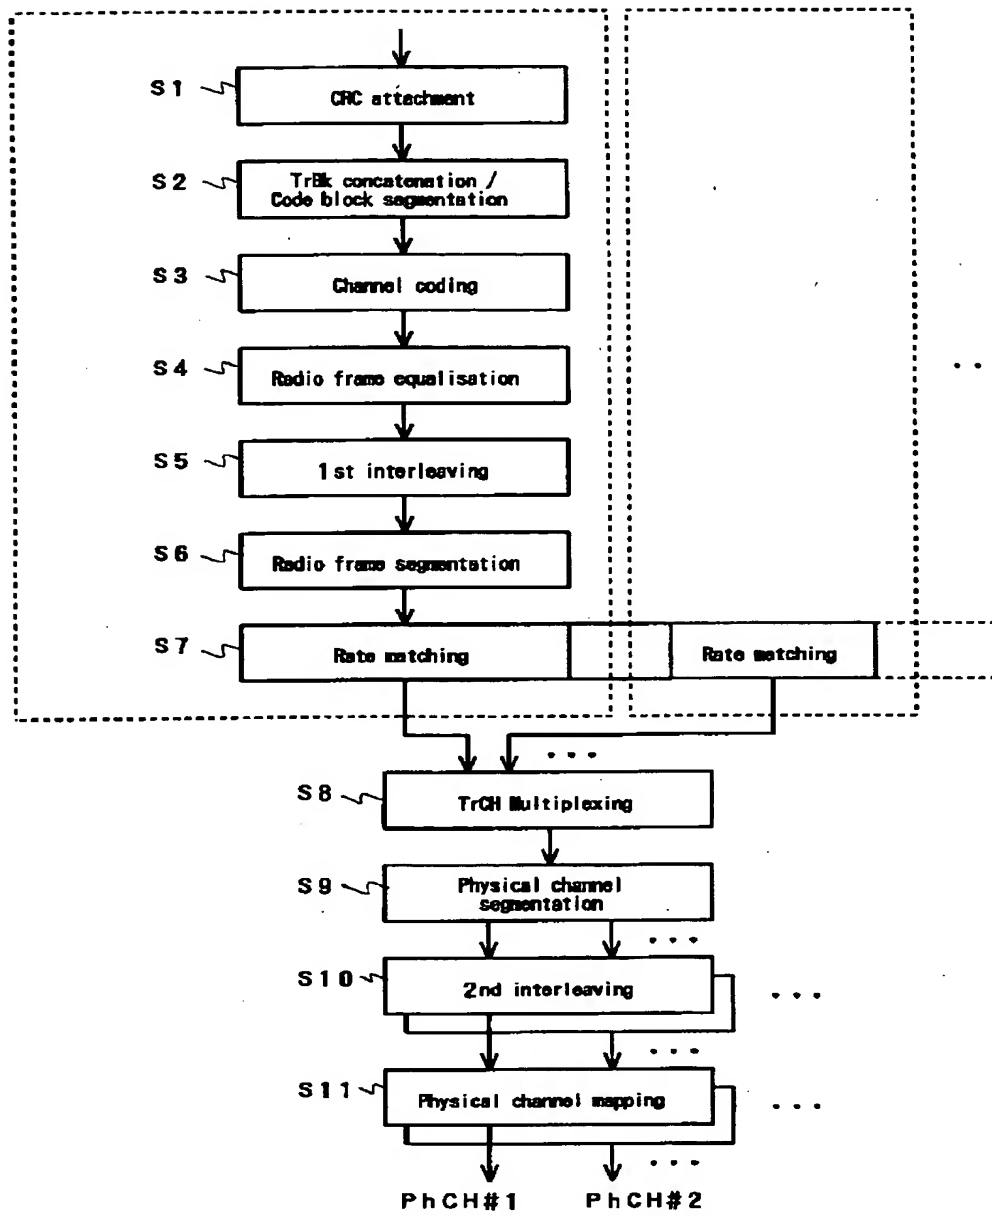 S1
CRC attachment
S2
TrBk concatenation /
Code block segmentation
S3
Channel coding
S4
Radio frame equalisation
S5
1st interleaving
S6
Radio frame segmentation
S7
Rate matching
Rate matching
S8
TrCH Multiplexing
S9
Physical channel
segmentation
S10
2nd interleaving
S11
Physical channel mapping
PhCH#1
PhCH#2